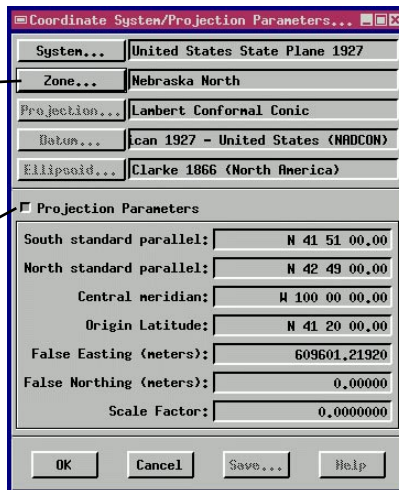 Coordinate System/Projection Parameters...
System... United States State Plane 1927
Zone... Nebraska North
Projection... Lambert Conformal Conic
Datum... ican 1927 - United States (NADCON)
Ellipsoid... Clarke 1866 (North America)
Projection Parameters
South standard parallel: N 41 51 00.00
North standard parallel: N 42 49 00.00
Central meridian: W 100 00 00.00
Origin Latitude: N 41 20 00.00
False Easting (meters): 609601.21920
False Northing (meters): 0.00000
Scale Factor: 0.0000000
OK Cancel Save... Help